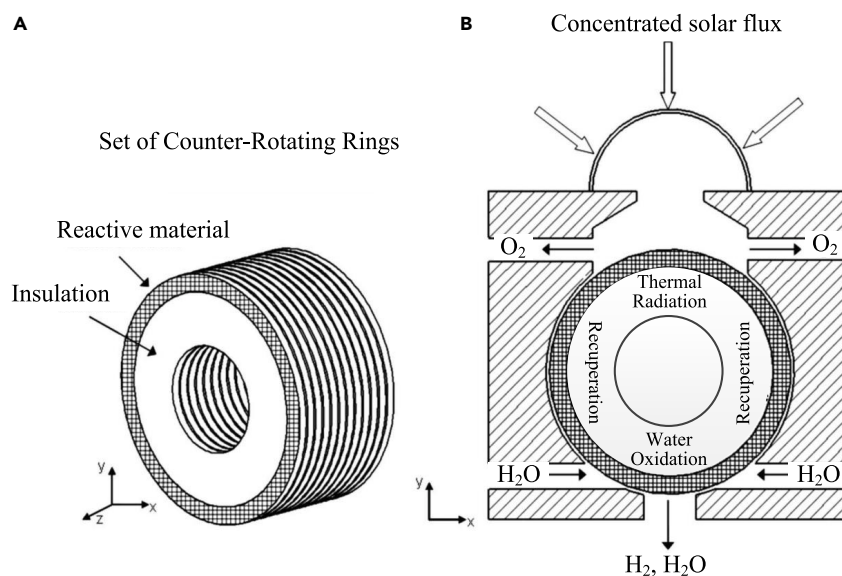 A
Set of Counter-Rotating Rings
Reactive material
Insulation
y
x
z
B
Concentrated solar flux
O₂
O₂
Thermal
Radiation
Recuperation
Recuperation
Water
Oxidation
H₂O
H₂O
y
x
H₂, H₂O